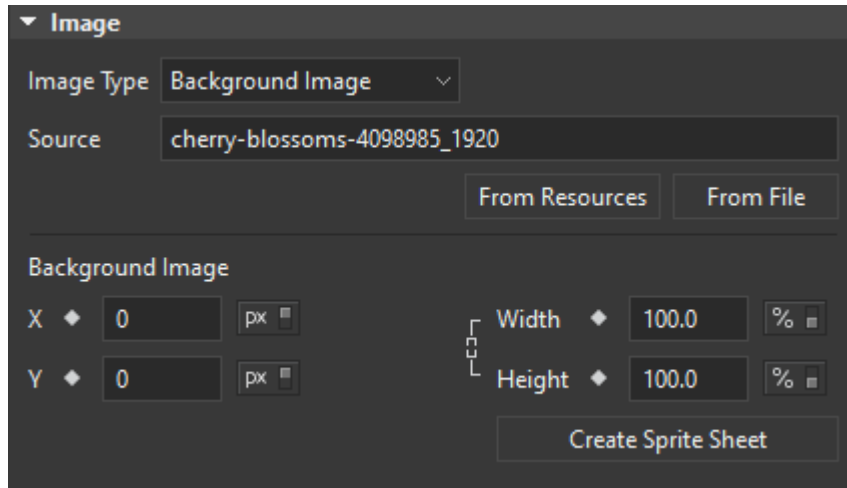 Image
Image Type Background Image
Source cherry-blossoms-4098985_1920
From Resources From File
Background Image
X 0 px Width 100.0 %
Y 0 px Height 100.0 %
Create Sprite Sheet